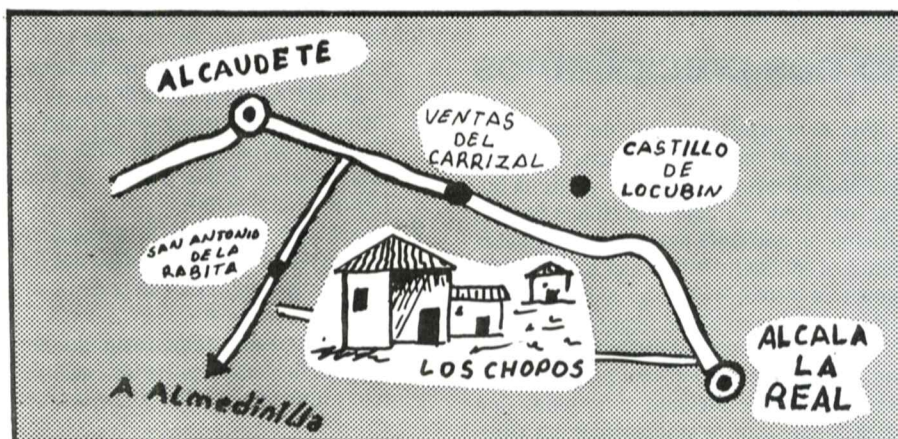 ALCAUDETE
VENTAS
DEL
CARRIZAL
CASTILLO
DE
LOCUBIN
SAN ANTONIO
DE LA
RABITA
LOS CHOPOS
ALCALA
LA
REAL
A Almedinilla